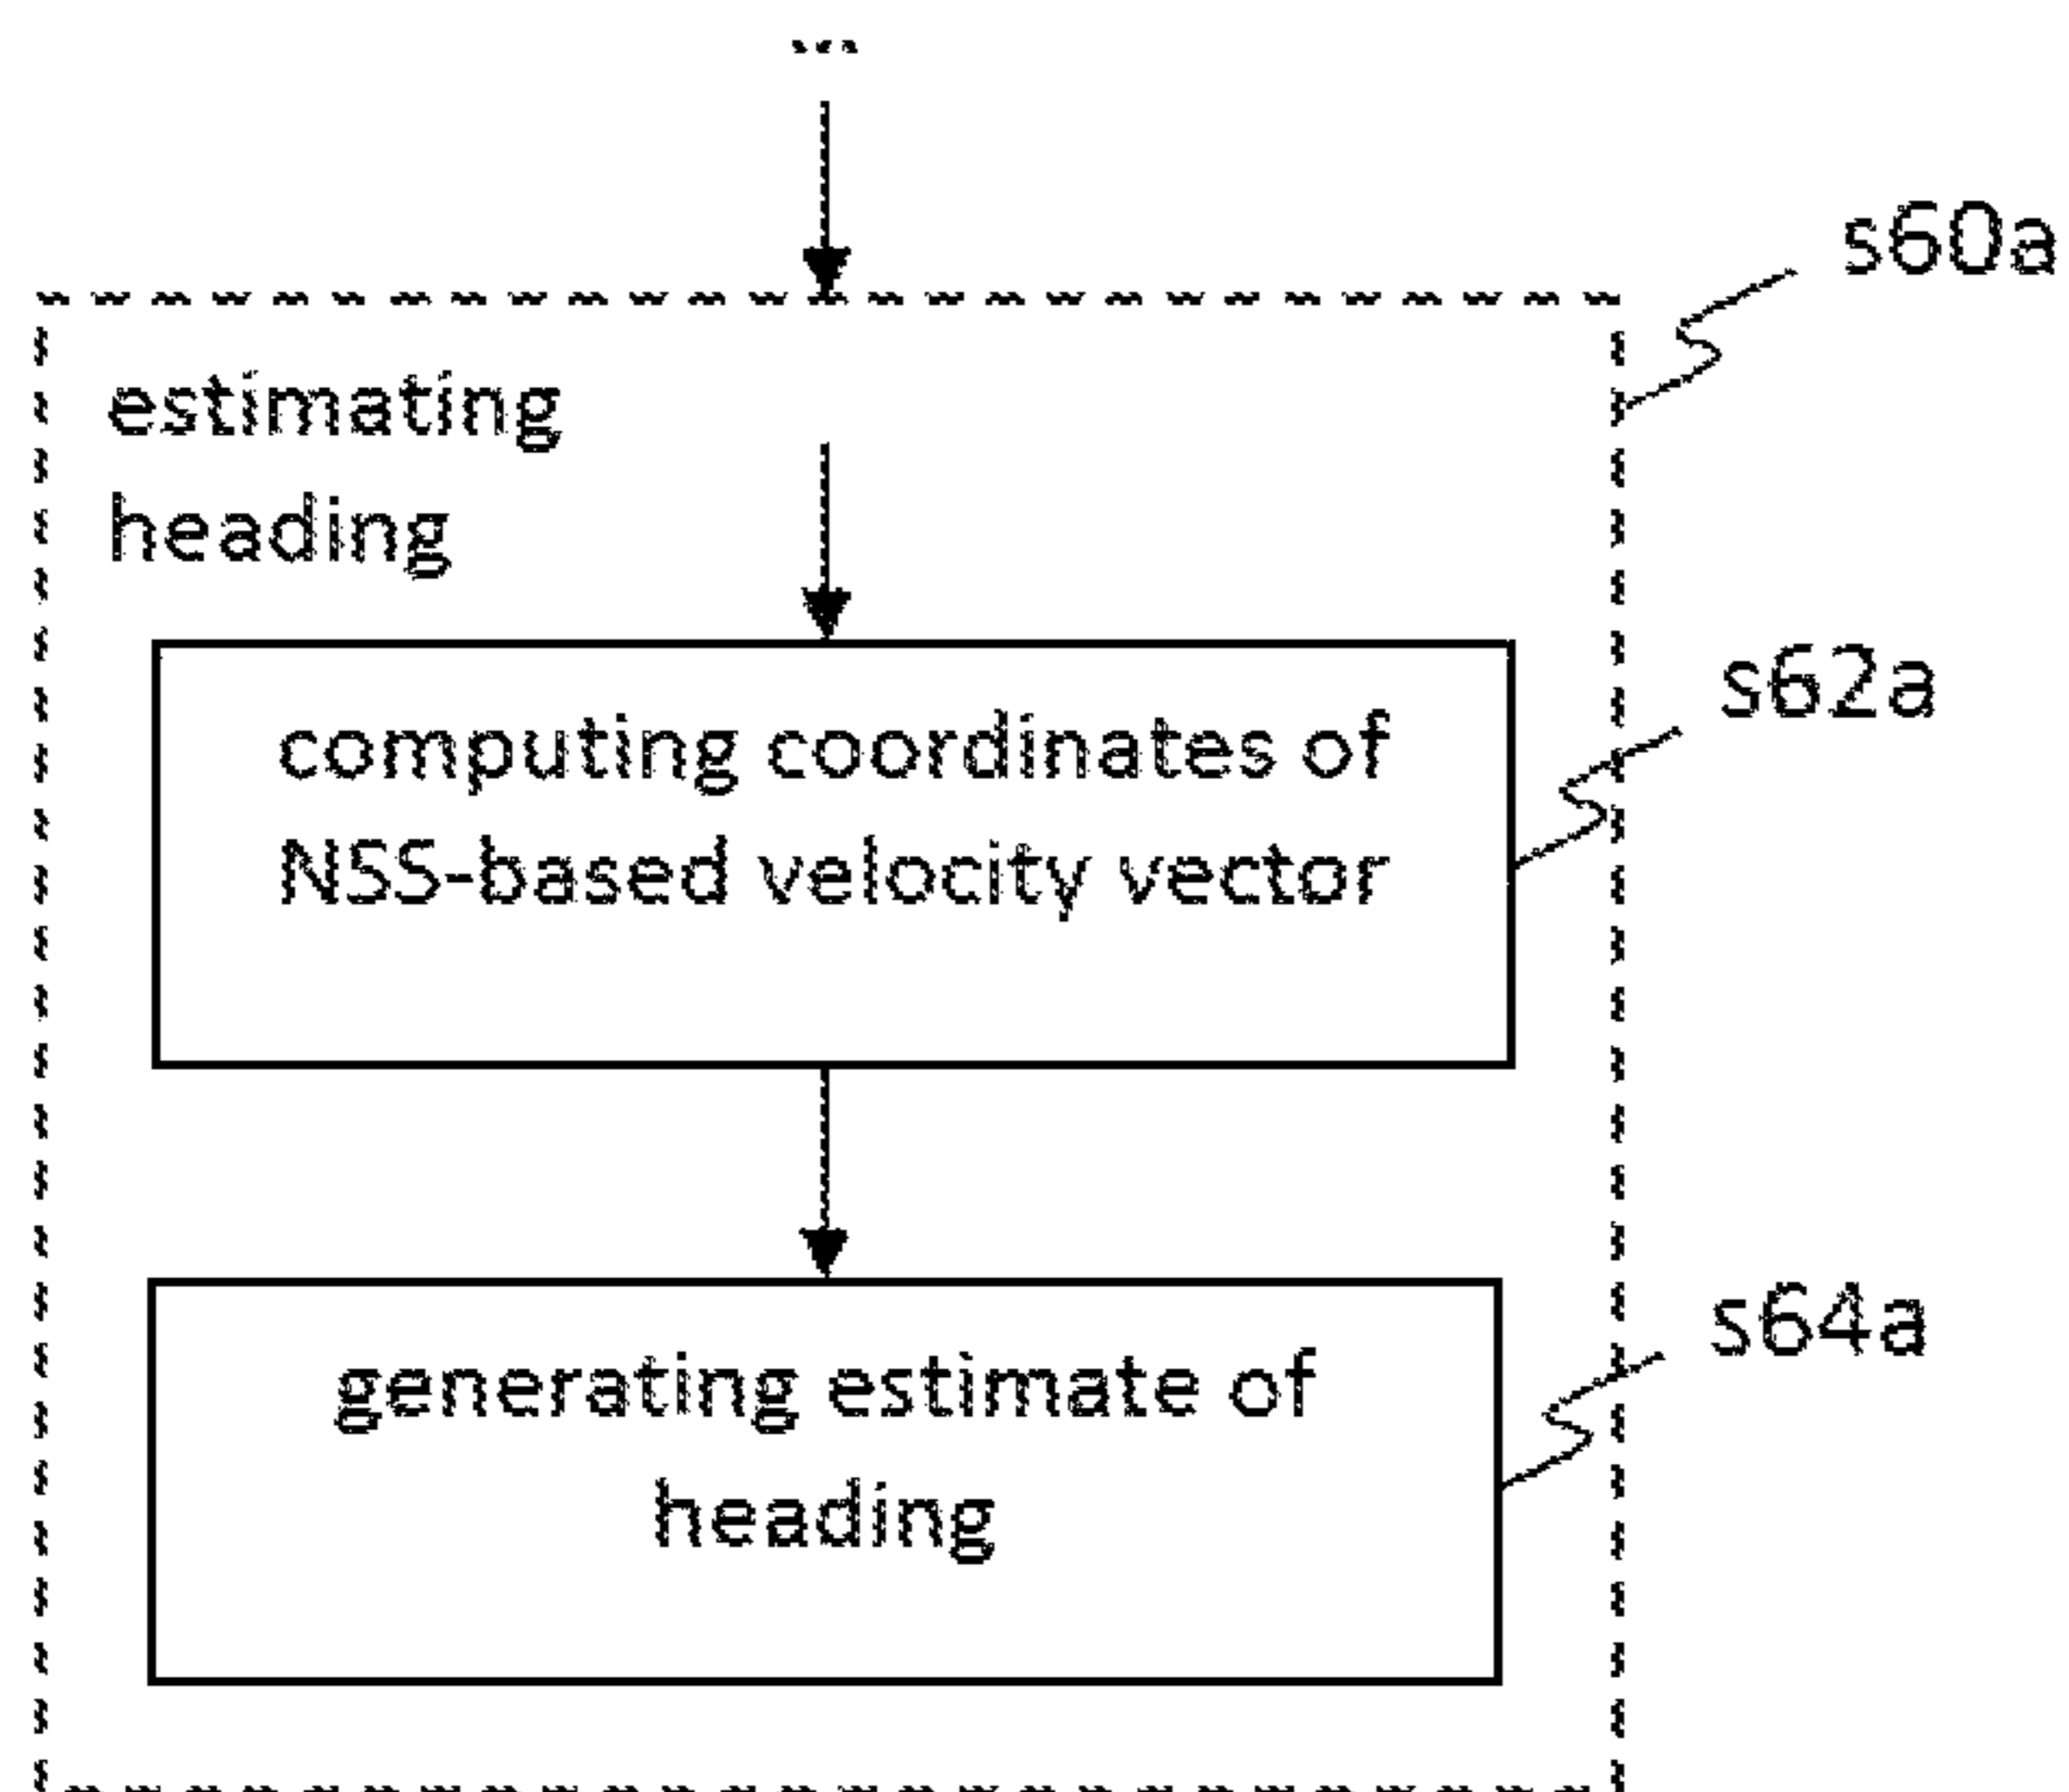 ...
s60a
estimating
heading
s62a
computing coordinates of
NSS-based velocity vector
s64a
generating estimate of
heading